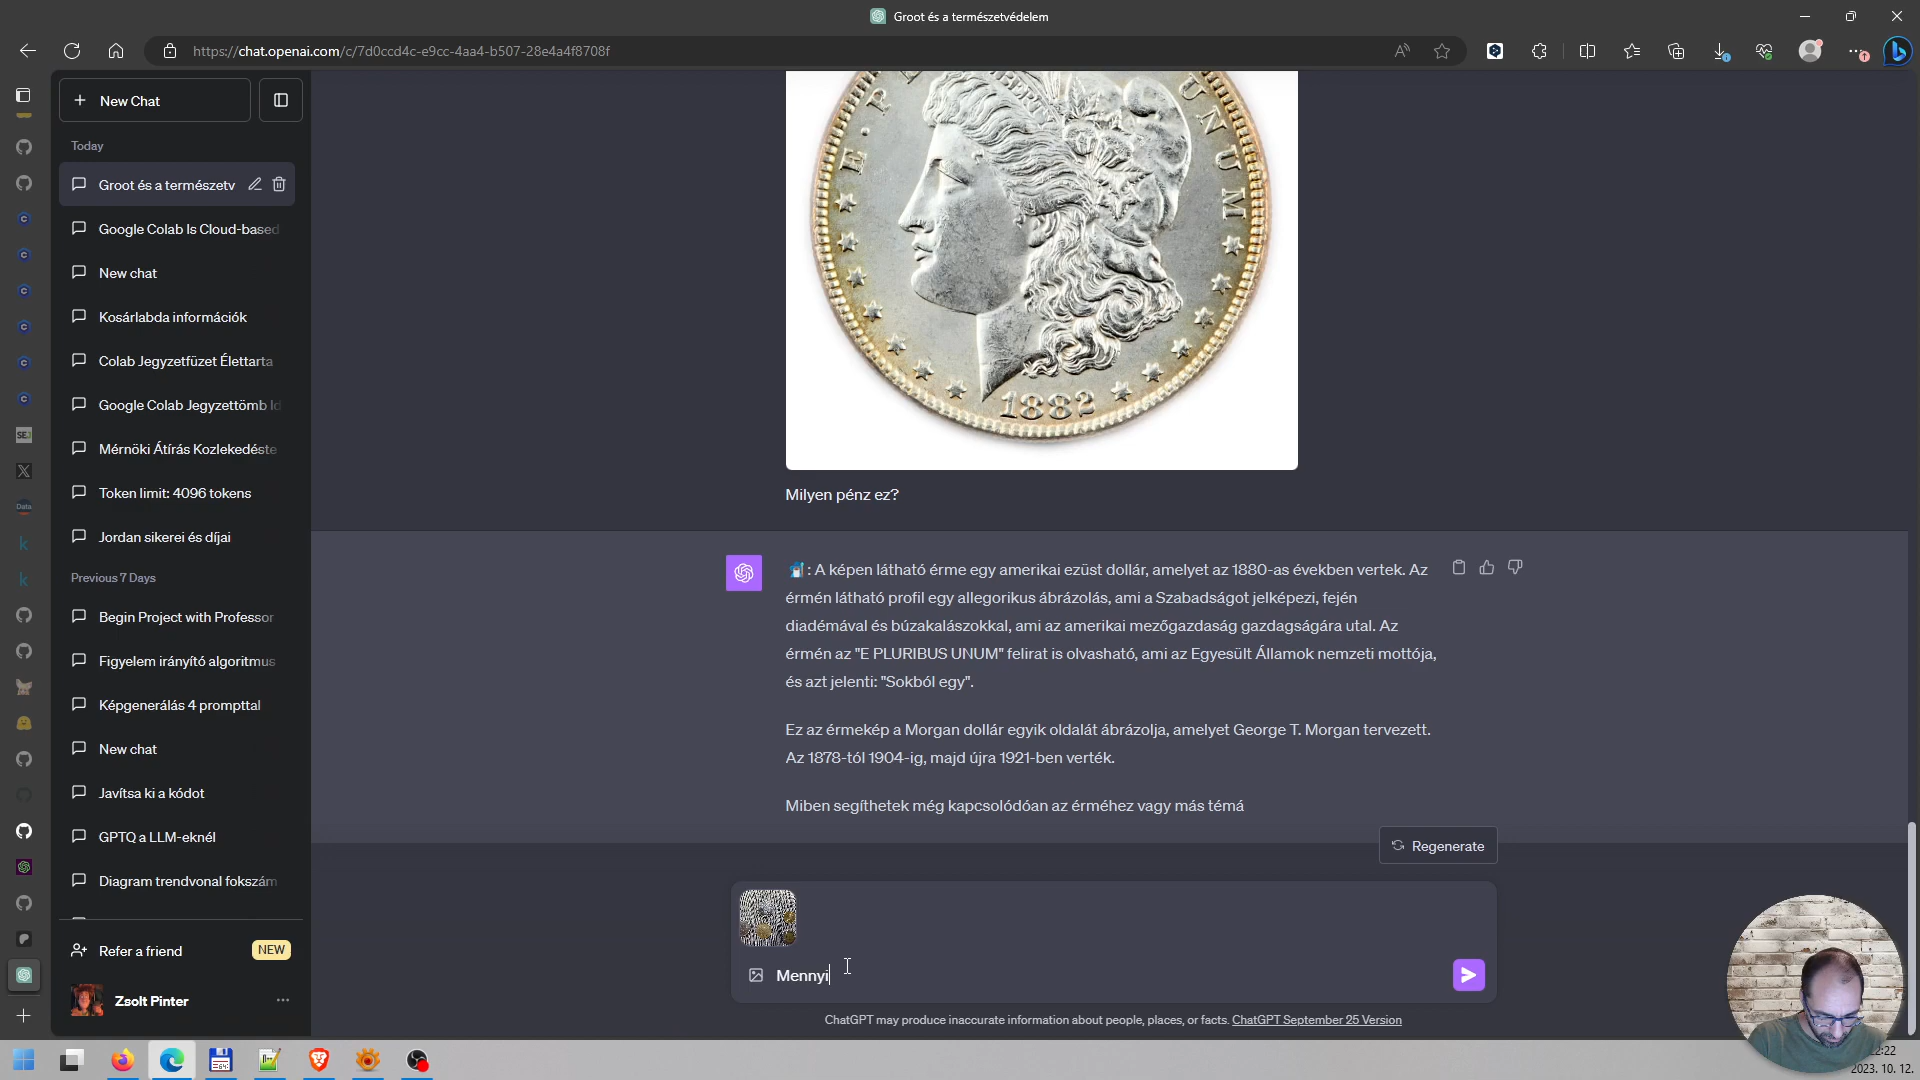 Groot és a természetvédelem
https://chat.openai.com/c/7d0ccd4c-e9cc-4aa4-b507-28e4a4f8708f
New Chat
Today
Groot és a természetv
Google Colab Is Cloud-based
New chat
Kosárlabda információk
Colab Jegyzetfüzet Élettarta
Google Colab Jegyzettömb Id
Mérnöki Átírás Kozlekedéste
Token limit: 4096 tokens
Jordan sikerei és díjai
Previous 7 Days
Begin Project with Professor
Figyelem irányító algoritmus
Képgenerálás 4 prompttal
New chat
Javítsa ki a kódot
GPTQ a LLM-eknél
Diagram trendvonal fokszám
Refer a friend
NEW
Zsolt Pinter
UNUM
1882
Milyen pénz ez?
: A képen látható érme egy amerikai ezüst dollár, amelyet az 1880-as években vertek. Az
érmén látható profil egy allegorikus ábrázolás, ami a Szabadságot jelképezi, fején
diadémával és búzakalászokkal, ami az amerikai mezőgazdaság gazdagságára utal. Az
érmén az "E PLURIBUS UNUM" felirat is olvasható, ami az Egyesült Államok nemzeti mottója,
és azt jelenti: "Sokból egy".
Ez az érmekép a Morgan dollár egyik oldalát ábrázolja, amelyet George T. Morgan tervezett.
Az 1878-tól 1904-ig, majd újra 1921-ben verték.
Miben segíthetek még kapcsolódóan az érméhez vagy más témá
Regenerate
Mennyi
ChatGPT may produce inaccurate information about people, places, or facts. ChatGPT September 25 Version
2023. 10. 12.